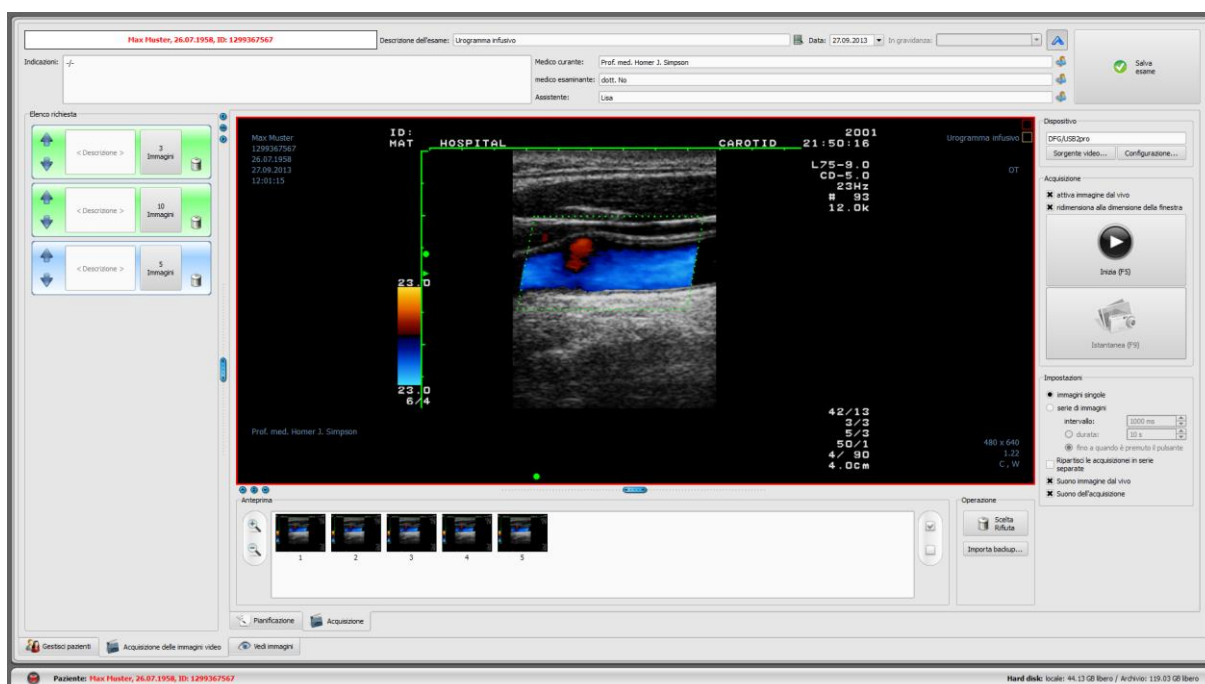 Max Muster, 26.07.1958, ID: 1299367567
Descrizione dell'esame: Urogramma infusivo
Data: 27.09.2013
In gravidanza:
Salva esame
Indicazioni: -/-
Medico curante: Prof. med. Homer J. Simpson
medico esaminante: dott. No
Assistente: Lisa
Elenco richiesta
< Descrizione >
3
Immagini
< Descrizione >
10
Immagini
< Descrizione >
5
Immagini
Max Muster
1299367567
26.07.1958
27.09.2013
12:01:15
ID:
MAT HOSPITAL CAROTID
2001
21:50:16
L75-9.0
CD-5.0
23Hz
# 93
12.0k
Urogramma infusivo
OT
23.0
23.0
6/4
42/13
3/3
5/3
50/1
4/ 90
4.0cm
Prof. med. Homer J. Simpson
480 x 640
1.22
C, W
Dispositivo
DFG/USB2pro
Sorgente video...
Configurazione...
Acquisizione
attiva immagine dal vivo
ridimensiona alla dimensione della finestra
Inizia (F5)
Istantanea (F9)
Impostazioni
immagini singole
serie di immagini
intervallo: 1000 ms
durata: 10 s
fino a quando è premuto il pulsante
Ripartisci le acquisizionei in serie
separate
Suono immagine dal vivo
Suono dell'acquisizione
Anteprima
1 2 3 4 5
Operazione
Scelta
Rifiuta
Importa backup...
Pianificazione
Acquisizione
Gestisci pazienti
Acquisizione delle immagini video
Vedi immagini
Paziente: Max Muster, 26.07.1958, ID: 1299367567
Hard disk: locale: 44.13 GB libero / Archivio: 119.03 GB libero